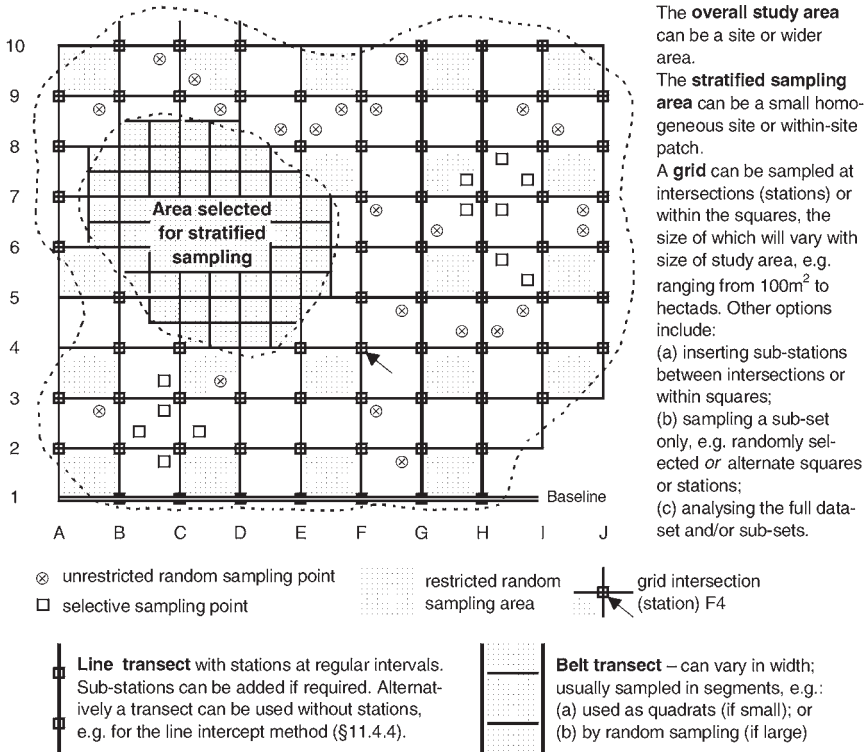 10
9
8
7
6
5
4
3
2
1
Area selected
for stratified
sampling
Baseline
A B C D E F G H I J
The overall study area
can be a site or wider
area.
The stratified sampling
area can be a small homo-
geneous site or within-site
patch.
A grid can be sampled at
intersections (stations) or
within the squares, the
size of which will vary with
size of study area, e.g.
ranging from 100m² to
hectads. Other options
include:
(a) inserting sub-stations
between intersections or
within squares;
(b) sampling a sub-set
only, e.g. randomly sel-
ected or alternate squares
or stations;
(c) analysing the full data-
set and/or sub-sets.
unrestricted random sampling point
selective sampling point
restricted random
sampling area
grid intersection
(station) F4
Line transect with stations at regular intervals.
Sub-stations can be added if required. Alternat-
ively a transect can be used without stations,
e.g. for the line intercept method (§11.4.4).
Belt transect – can vary in width;
usually sampled in segments, e.g.:
(a) used as quadrats (if small); or
(b) by random sampling (if large)